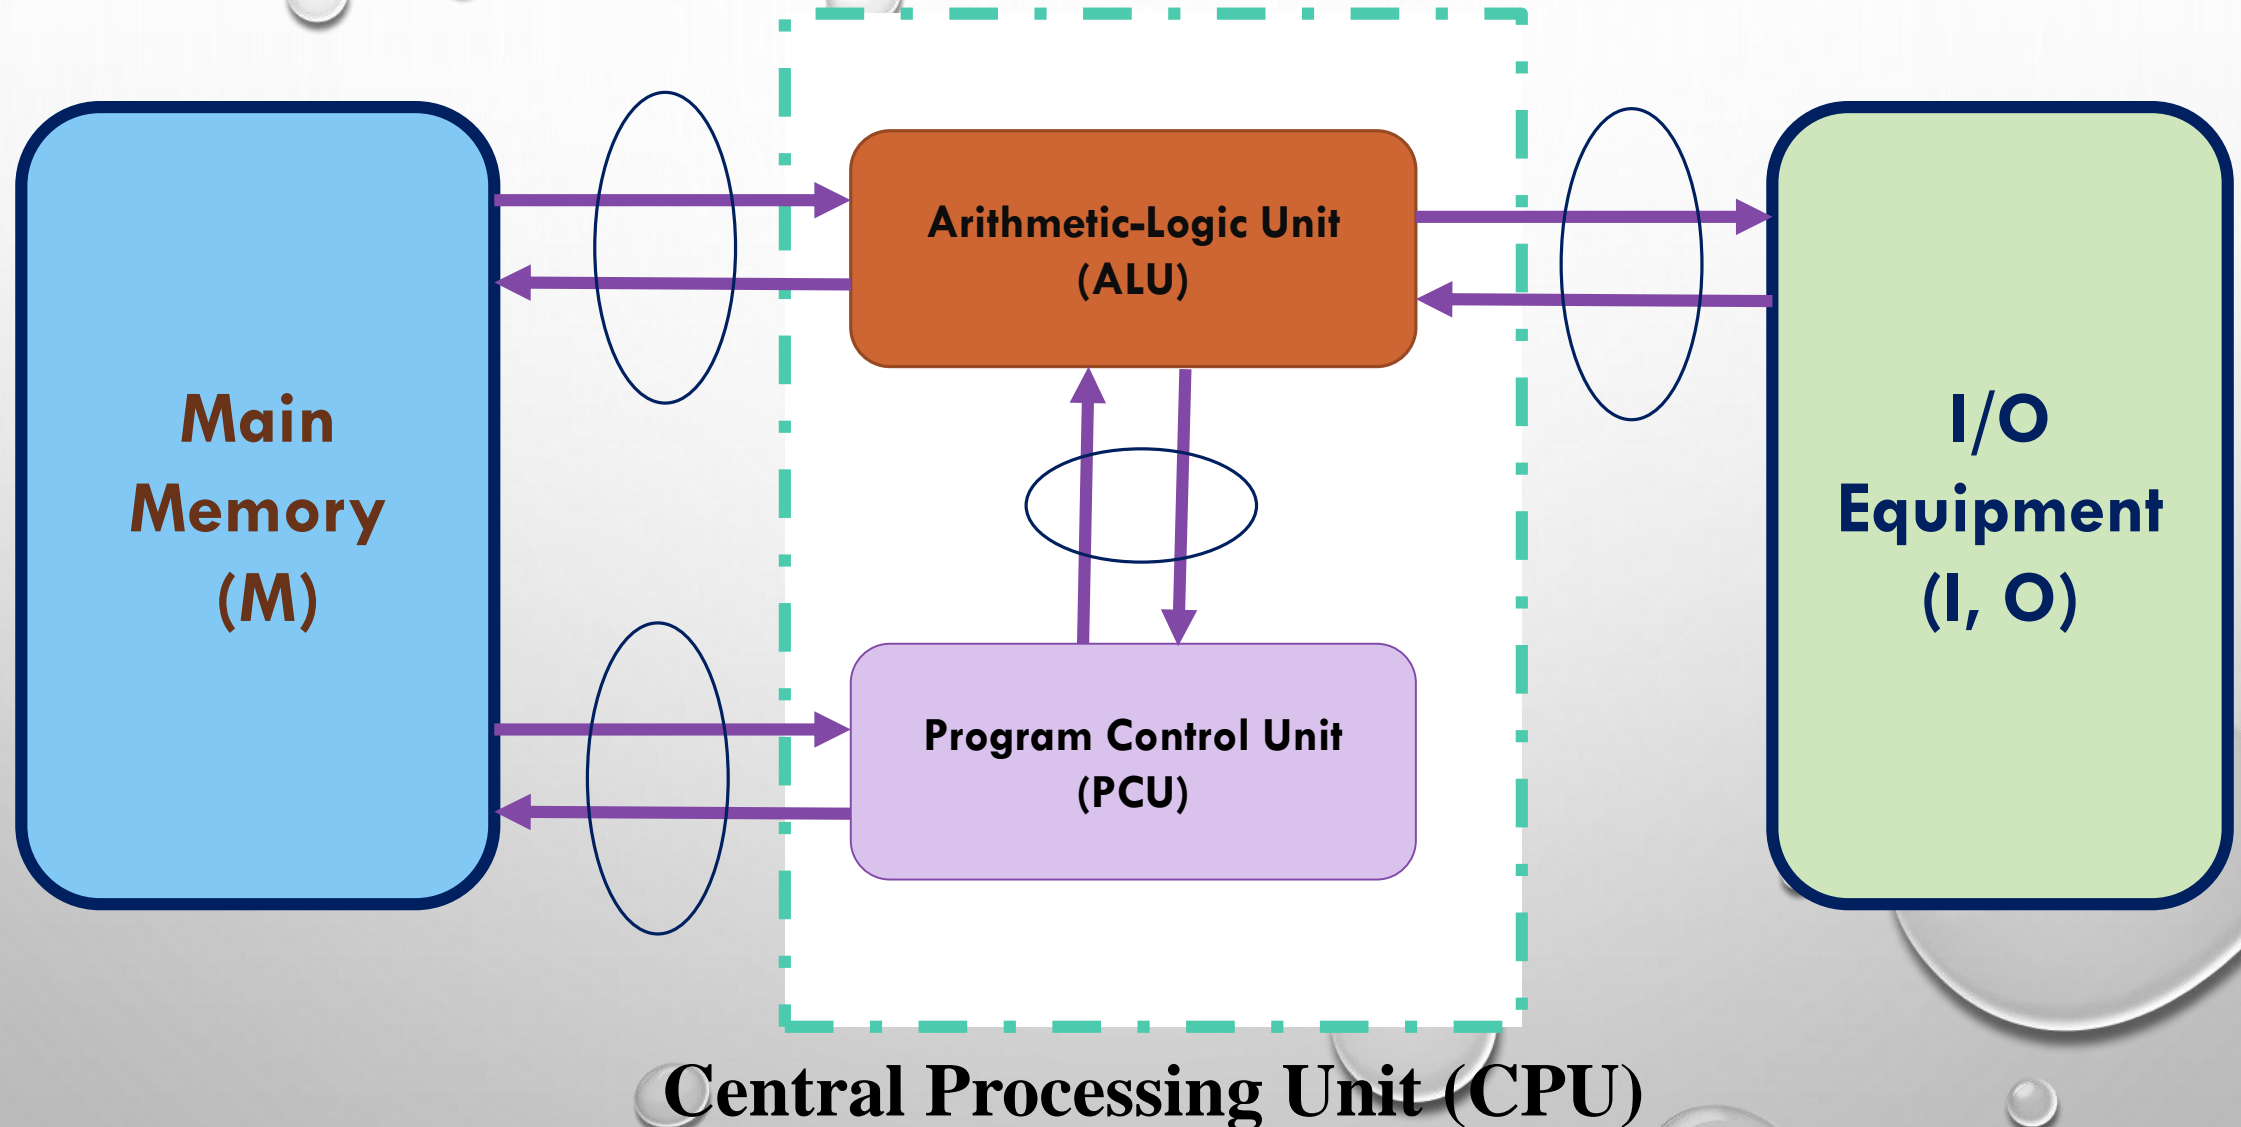 Main
Memory
(M)
Arithmetic-Logic Unit
(ALU)
Program Control Unit
(PCU)
I/O
Equipment
(I, O)
Central Processing Unit (CPU)